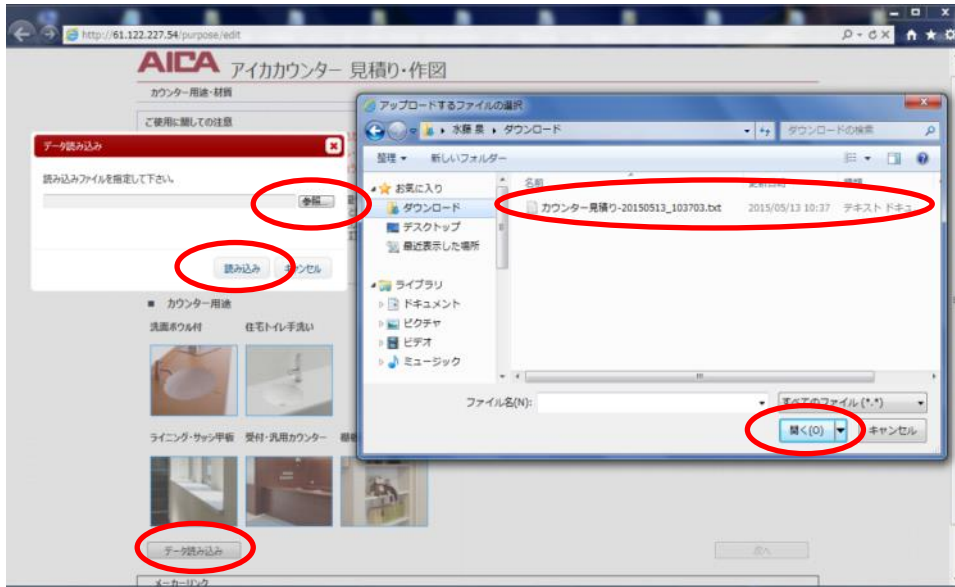 http://61.122.227.54/purpose/edit
AICA アイカカウンター 見積り・作図
カウンター用途・材質
ご使用に関しての注意
データ読み込み
読み込みファイルを指定して下さい。
参照...
読み込み
キャンセル
アップロードするファイルの選択
水藤 泉 ▸ ダウンロード
ダウンロードの検索
整理 ▼ 新しいフォルダー
お気に入り
ダウンロード
デスクトップ
最近表示した場所
ライブラリ
ドキュメント
ピクチャ
ビデオ
ミュージック
名前 更新日時 種類
カウンター見積り-20150513_103703.txt 2015/05/13 10:37 テキスト ドキュ
ファイル名(N):
すべてのファイル (*.*)
開く(O)
キャンセル
■ カウンター用途
洗面ボウル付 住宅トイレ手洗い
ライニング・サッシ甲板 受付・汎用カウンター
データ読み込み
次へ
メーカーリンク